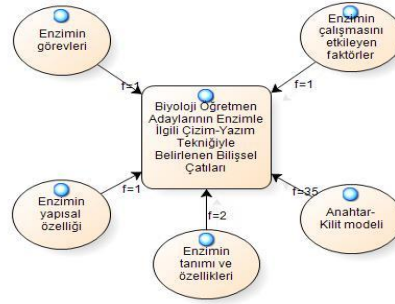 Enzimin
görevleri
Enzimin
çalışmasını
etkileyen
faktörler
f=1
f=1
Biyoloji Öğretmen
Adaylarının Enzimle
İlgili Çizim-Yazım
Tekniğiyle
Belirlenen Bilişsel
Çatıları
f=1
f=35
Enzimin
yapısal
özelliği
f=2
Anahtar-
Kilit modeli
Enzimin
tanımı ve
özellikleri